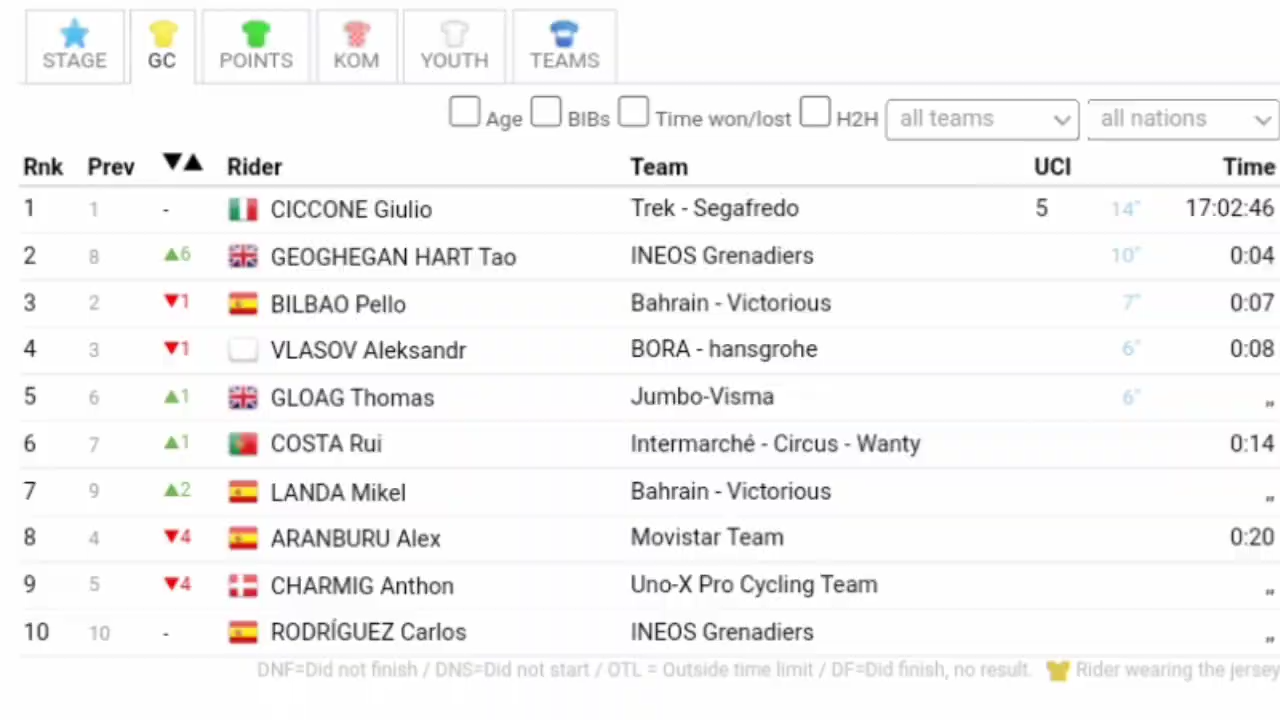 STAGE GC POINTS KOM YOUTH TEAMS
Age BIBs Time won/lost H2H all teams all nations
Rnk Prev ▼▲ Rider Team UCI Time
1 1 - CICCONE Giulio Trek - Segafredo 5 14" 17:02:46
2 8 ▲6 GEOGHEGAN HART Tao INEOS Grenadiers 10" 0:04
3 2 ▼1 BILBAO Pello Bahrain - Victorious 7" 0:07
4 3 ▼1 VLASOV Aleksandr BORA - hansgrohe 6" 0:08
5 6 ▲1 GLOAG Thomas Jumbo-Visma 6" ,,
6 7 ▲1 COSTA Rui Intermarché - Circus - Wanty 0:14
7 9 ▲2 LANDA Mikel Bahrain - Victorious ,,
8 4 ▼4 ARANBURU Alex Movistar Team 0:20
9 5 ▼4 CHARMIG Anthon Uno-X Pro Cycling Team ,,
10 10 - RODRÍGUEZ Carlos INEOS Grenadiers ,,
DNF=Did not finish / DNS=Did not start / OTL = Outside time limit / DF=Did finish, no result. Rider wearing the jersey